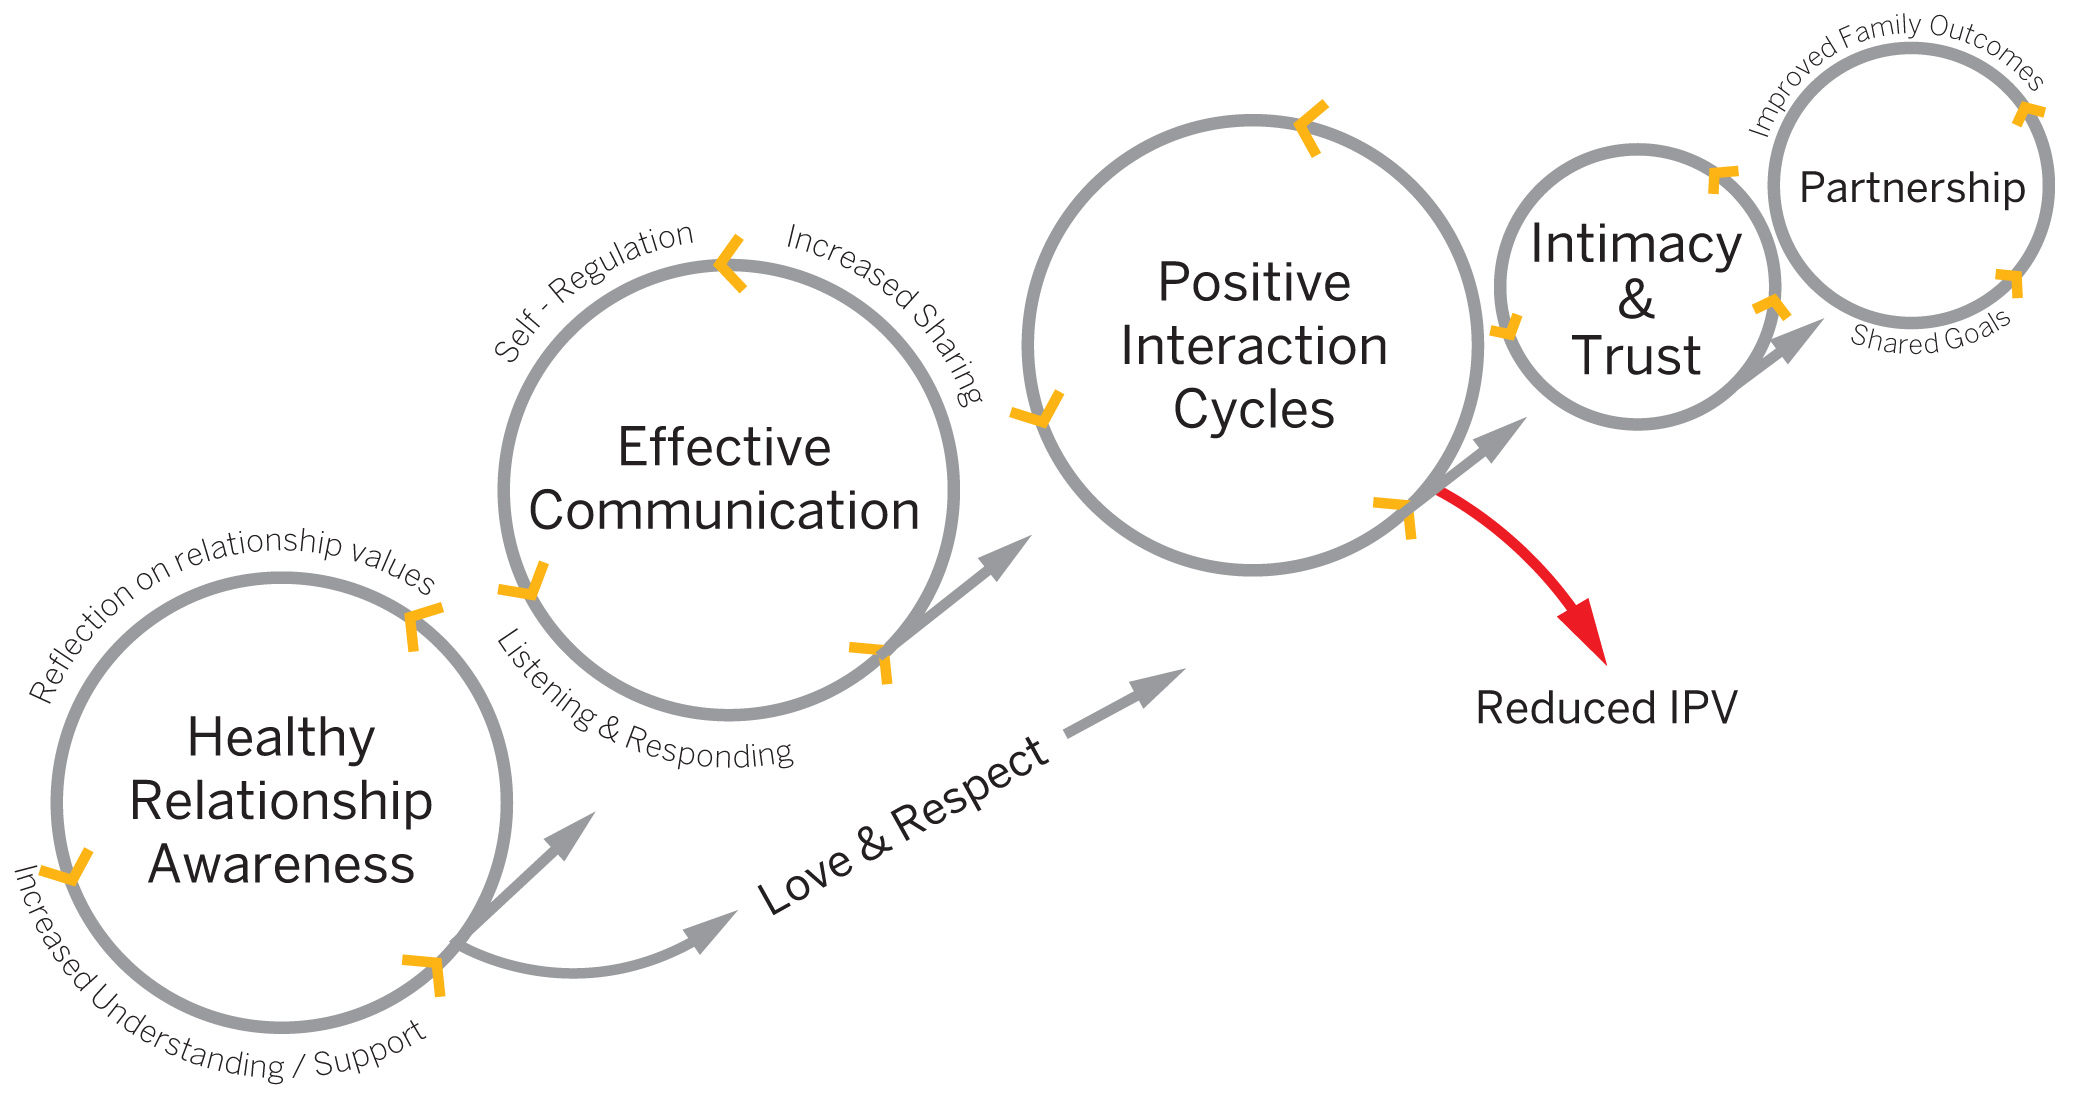 Reflection on relationship values
Healthy
Relationship
Awareness
Increased Understanding / Support
Self - Regulation
Increased Sharing
Effective
Communication
Listening & Responding
Love & Respect
Positive
Interaction
Cycles
Reduced IPV
Intimacy
&
Trust
Improved Family Outcomes
Partnership
Shared Goals